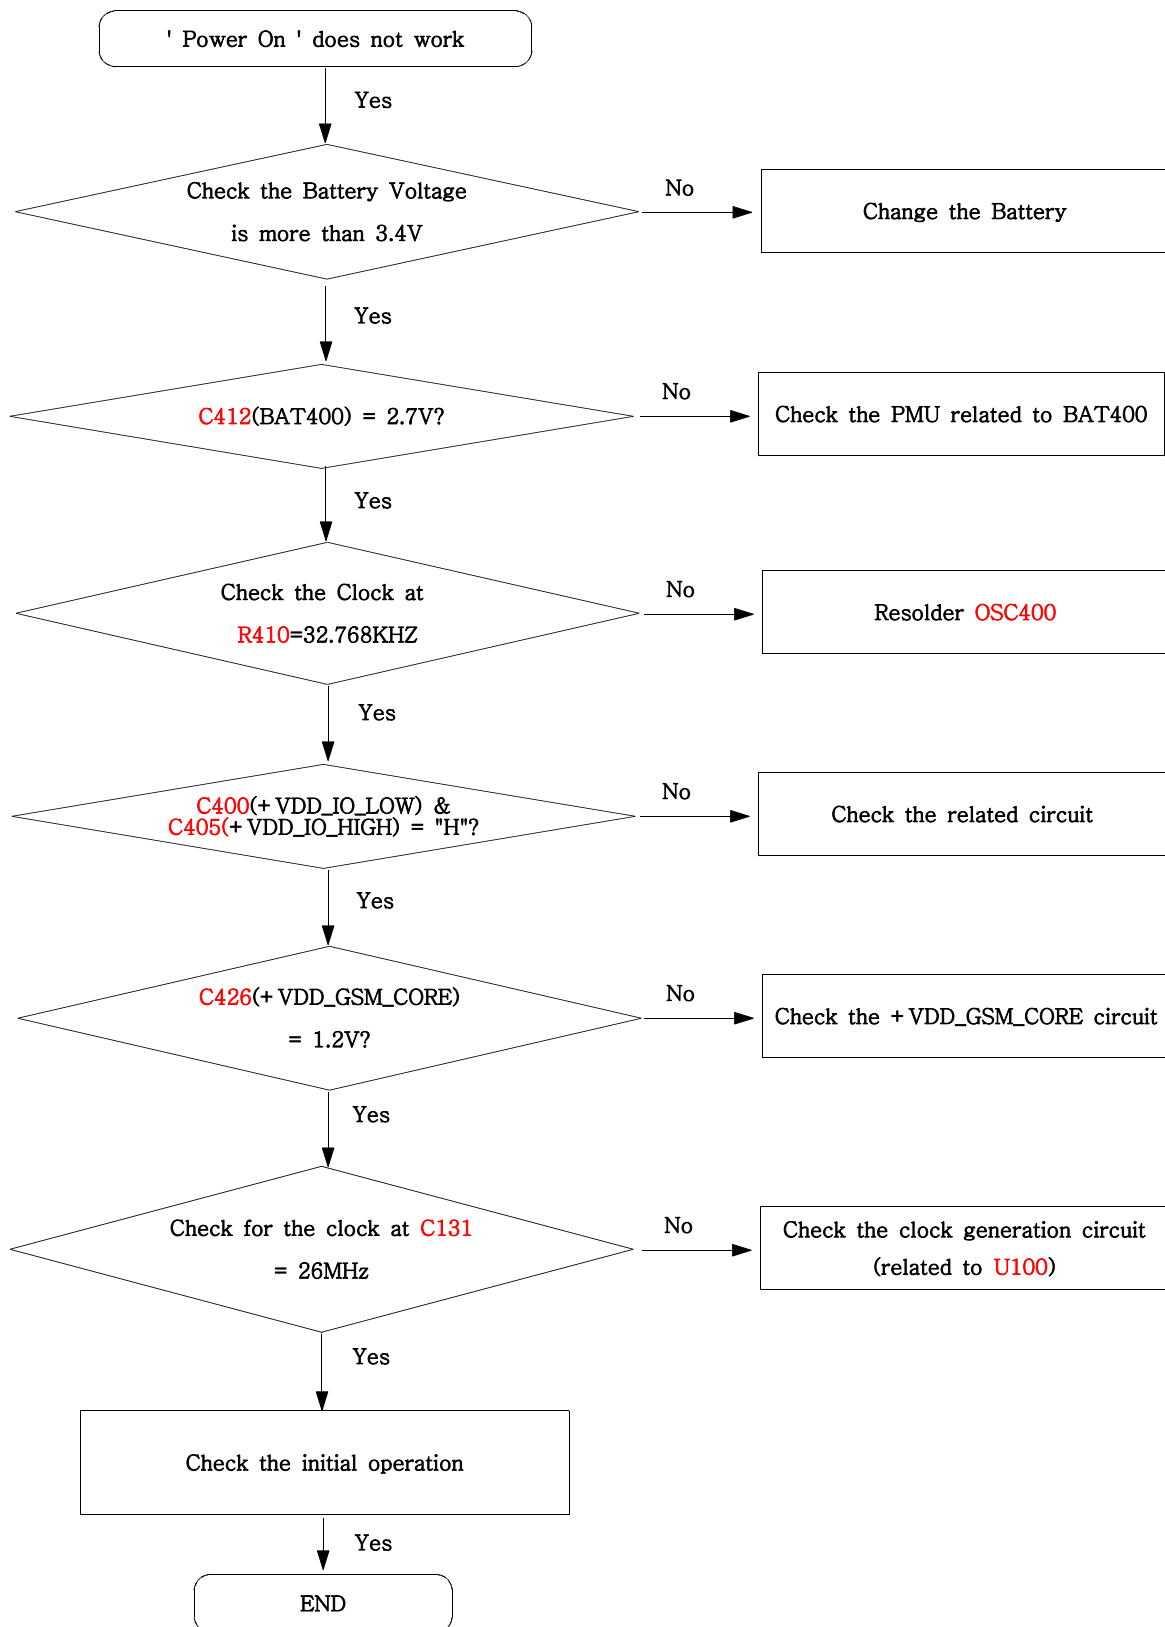 ' Power On ' does not work
Yes
Check the Battery Voltage
is more than 3.4V
No
Change the Battery
Yes
C412(BAT400) = 2.7V?
No
Check the PMU related to BAT400
Yes
Check the Clock at
R410=32.768KHZ
No
Resolder OSC400
Yes
C400(+VDD_IO_LOW) &
C405(+VDD_IO_HIGH) = "H"?
No
Check the related circuit
Yes
C426(+VDD_GSM_CORE)
= 1.2V?
No
Check the +VDD_GSM_CORE circuit
Yes
Check for the clock at C131
= 26MHz
No
Check the clock generation circuit
(related to U100)
Yes
Check the initial operation
Yes
END